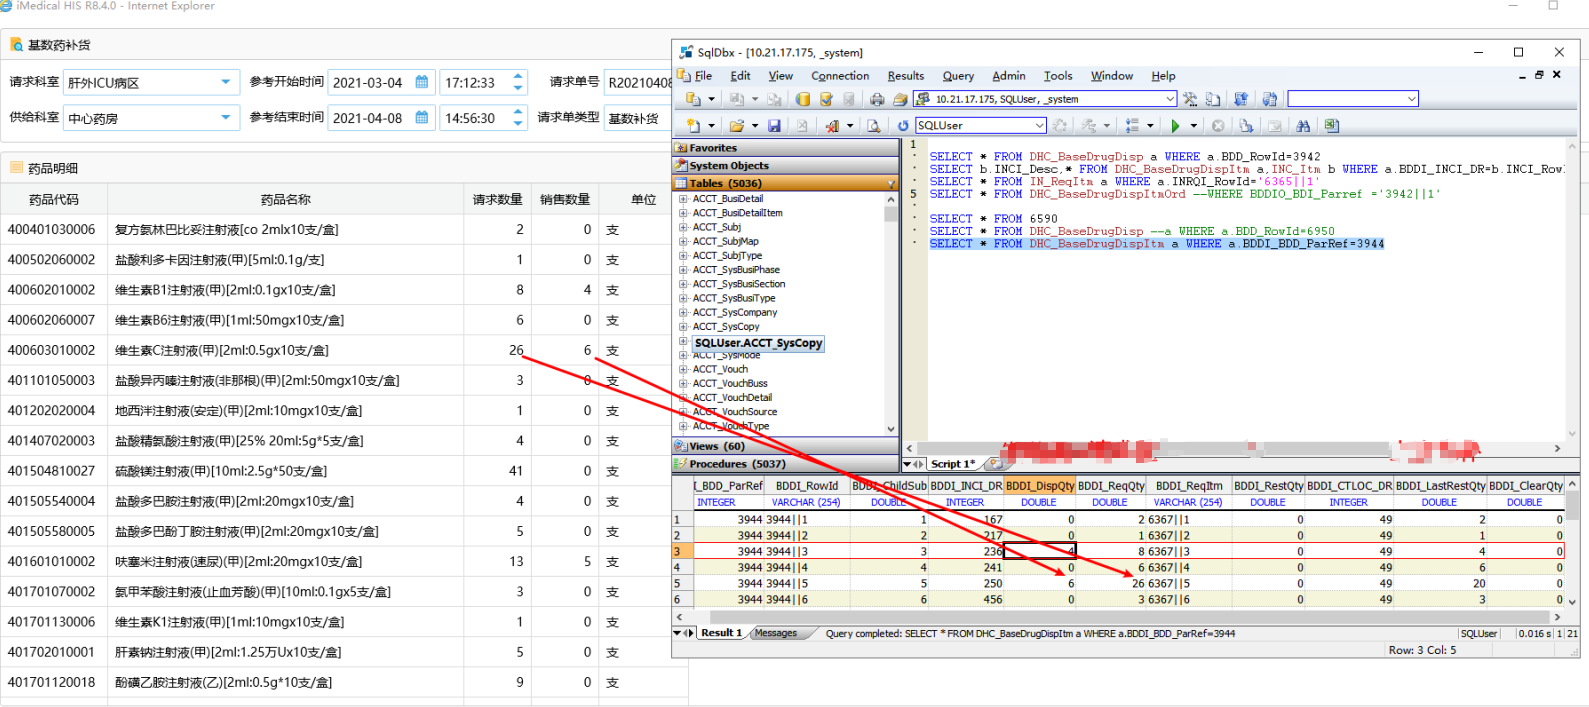 iMedical HIS R8.4.0 - Internet Explorer
基数药补货
请求科室 肝外ICU病区 参考开始时间 2021-03-04 17:12:33 请求单号 R20210408
供给科室 中心药房 参考结束时间 2021-04-08 14:56:30 请求单类型 基数补货
药品明细
药品代码 药品名称 请求数量 销售数量 单位
400401030006 复方氨林巴比妥注射液[co 2mlx10支/盒] 2 0 支
400502060002 盐酸利多卡因注射液(甲)[5ml:0.1g/支] 1 0 支
400602010002 维生素B1注射液(甲)[2ml:0.1gx10支/盒] 8 4 支
400602060007 维生素B6注射液(甲)[1ml:50mgx10支/盒] 6 0 支
400603010002 维生素C注射液(甲)[2ml:0.5gx10支/盒] 26 6 支
401101050003 盐酸异丙嗪注射液(非那根)(甲)[2ml:50mgx10支/盒] 3 0 支
401202020004 地西泮注射液(安定)(甲)[2ml:10mgx10支/盒] 1 0 支
401407020003 盐酸精氨酸注射液(甲)[25% 20ml:5g*5支/盒] 4 0 支
401504810027 硫酸镁注射液(甲)[10ml:2.5g*50支/盒] 41 0 支
401505540004 盐酸多巴胺注射液(甲)[2ml:20mgx10支/盒] 4 0 支
401505580005 盐酸多巴酚丁胺注射液(甲)[2ml:20mgx10支/盒] 5 0 支
401601010002 呋塞米注射液(速尿)(甲)[2ml:20mgx10支/盒] 13 5 支
401701070002 氨甲苯酸注射液(止血芳酸)(甲)[10ml:0.1gx5支/盒] 3 0 支
401701130006 维生素K1注射液(甲)[1ml:10mgx10支/盒] 1 0 支
401702010001 肝素钠注射液(甲)[2ml:1.25万Ux10支/盒] 5 0 支
401701120018 酚磺乙胺注射液(乙)[2ml:0.5g*10支/盒] 9 0 支
SqlDbx - [10.21.17.175, _system]
File Edit View Connection Results Query Admin Tools Window Help
10.21.17.175, SQLUser, _system
SQLUser
Favorites
System Objects
Tables (5036)
ACCT_BusiDetail
ACCT_BusiDetailItem
ACCT_Subj
ACCT_SubjMap
ACCT_SubjType
ACCT_SysBusiPhase
ACCT_SysBusiSection
ACCT_SysBusiType
ACCT_SysCompany
ACCT_SysCopy
SQLUser.ACCT_SysCopy
ACCT_SysMode
ACCT_Vouch
ACCT_VouchBuss
ACCT_VouchDetail
ACCT_VouchSource
ACCT_VouchType
Views (60)
Procedures (5037)
1
SELECT * FROM DHC_BaseDrugDisp a WHERE a.BDD_RowId=3942
SELECT b.INCI_Desc,* FROM DHC_BaseDrugDispItm a,INC_Itm b WHERE a.BDDI_INCI_DR=b.INCI_Row
SELECT * FROM IN_ReqItm a WHERE a.INRQI_RowId='6365||1'
5 SELECT * FROM DHC_BaseDrugDispItmOrd --WHERE BDDIO_BDI_Parref ='3942||1'
SELECT * FROM 6590
SELECT * FROM DHC_BaseDrugDisp --a WHERE a.BDD_RowId=6950
SELECT * FROM DHC_BaseDrugDispItm a WHERE a.BDDI_BDD_ParRef=3944
Script 1*
I_BDD_ParRef BDDI_RowId BDDI_ChildSub BDDI_INCI_DR BDDI_DispQty BDDI_ReqQty BDDI_ReqItm BDDI_RestQty BDDI_CTLOC_DR BDDI_LastRestQty BDDI_ClearQty
INTEGER VARCHAR (254) DOUBLE INTEGER DOUBLE DOUBLE VARCHAR (254) DOUBLE INTEGER DOUBLE DOUBLE
1 3944 3944||1 1 167 0 2 6367||1 0 49 2 0
2 3944 3944||2 2 217 0 1 6367||2 0 49 1 0
3 3944 3944||3 3 236 4 8 6367||3 0 49 4 0
4 3944 3944||4 4 241 0 6 6367||4 0 49 6 0
5 3944 3944||5 5 250 6 26 6367||5 0 49 20 0
6 3944 3944||6 6 456 0 3 6367||6 0 49 3 0
Result 1 Messages Query completed: SELECT * FROM DHC_BaseDrugDispItm a WHERE a.BDDI_BDD_ParRef=3944 SQLUser 0.016 s 1 21
Row: 3 Col: 5